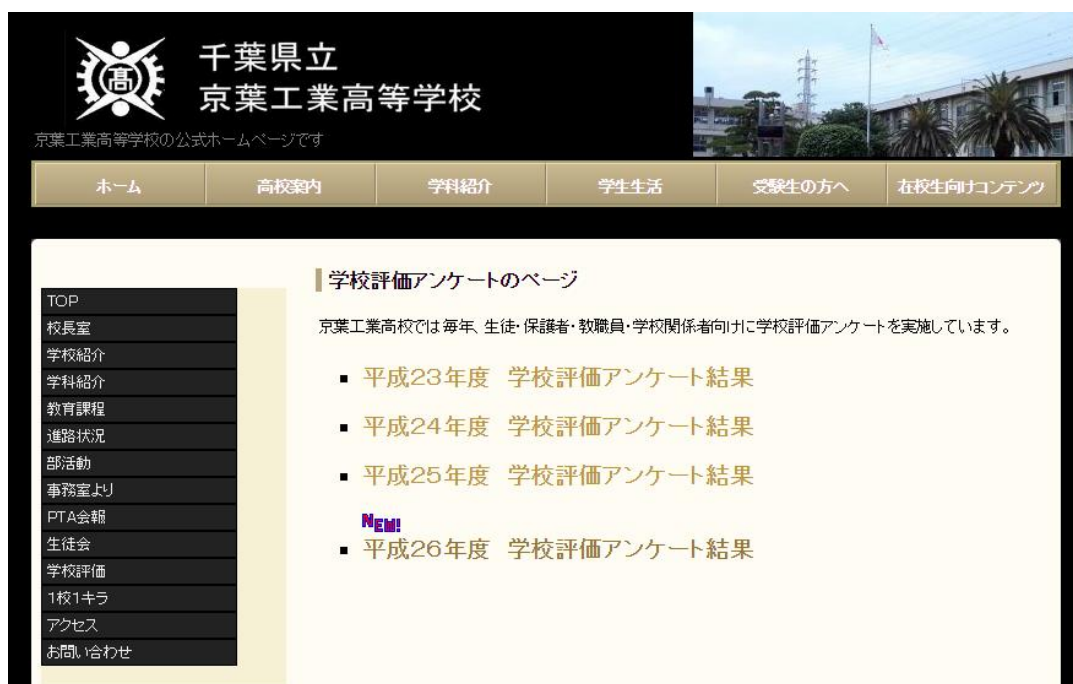 高
千葉県立
京葉工業高等学校
京葉工業高等学校の公式ホームページです
ホーム 高校案内 学科紹介 学生生活 受験生の方へ 在校生向けコンテンツ
TOP
校長室
学校紹介
学科紹介
教育課程
進路状況
部活動
事務室より
PTA会報
生徒会
学校評価
1校1キラ
アクセス
お問い合わせ
学校評価アンケートのページ
京葉工業高校では毎年、生徒・保護者・教職員・学校関係者向けに学校評価アンケートを実施しています。
平成23年度 学校評価アンケート結果
平成24年度 学校評価アンケート結果
平成25年度 学校評価アンケート結果
NEW!
平成26年度 学校評価アンケート結果